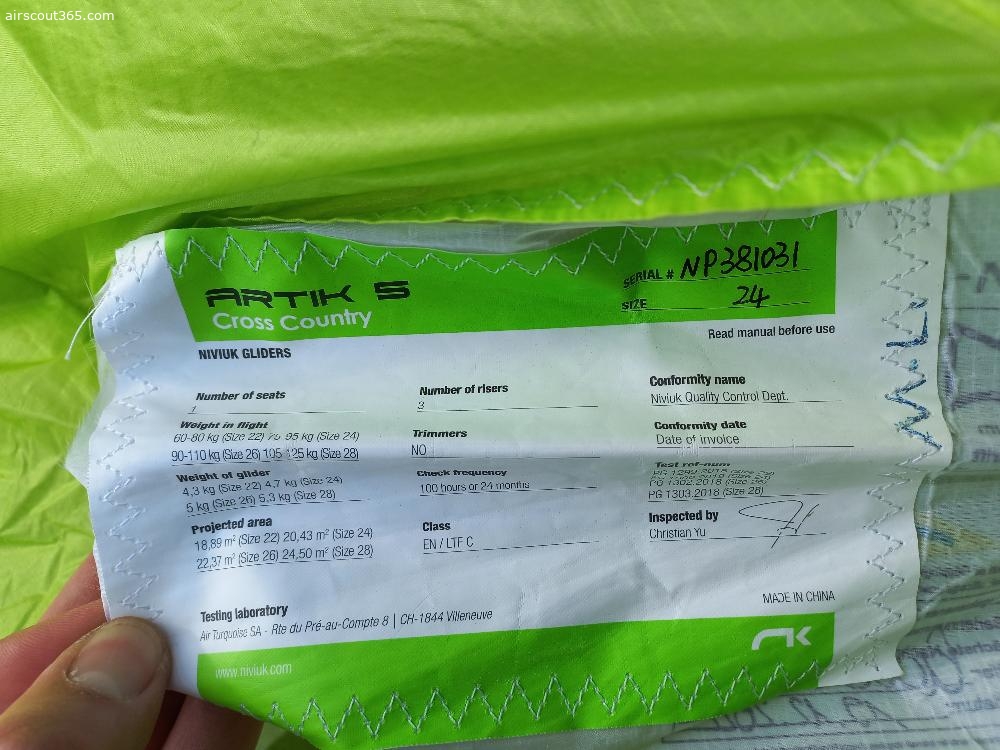 airscout365.com
ARTIK 5
Cross Country
SERIAL # NP381031
SIZE 24
Read manual before use
NIVIUK GLIDERS
Number of seats
1
Weight in flight
60-80 kg (Size 22) 75 95 kg (Size 24)
90-110 kg (Size 26) 105 125 kg (Size 28)
Weight of glider
4,3 kg (Size 22) 4,7 kg (Size 24)
5 kg (Size 26) 5,3 kg (Size 28)
Projected area
18,89 m² (Size 22) 20,43 m² (Size 24)
22,37 m² (Size 26) 24,50 m² (Size 28)
Number of risers
3
Trimmers
NO
Check frequency
100 hours or 24 months
Class
EN / LTF C
Conformity name
Niviuk Quality Control Dept.
Conformity date
Date of invoice
Test ref-num
PG 1302.2018 (Size 26)
PG 1303.2018 (Size 28)
Inspected by
Christian Yu
MADE IN CHINA
Testing laboratory
Air Turquoise SA - Rte du Pré-au-Compte 8 | CH-1844 Villeneuve
www.niviuk.com